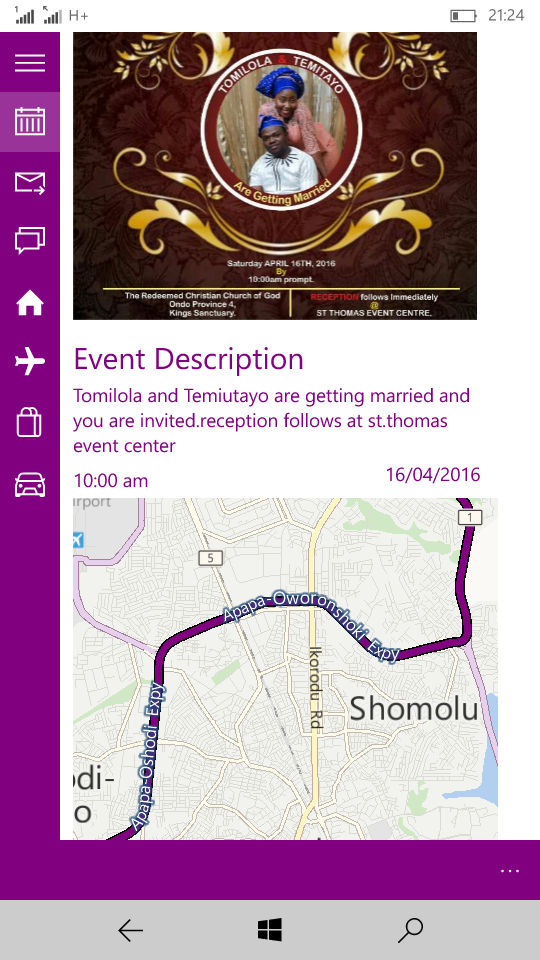 1
H+
21:24
TOMILOLA & TEMITAYO
Are Getting Married
Saturday APRIL 16TH, 2016
By
10:00am prompt.
The Redeemed Christian Church of God
Ondo Province 4,
Kings Sanctuary.
RECEPTION follows Immediately
@
ST THOMAS EVENT CENTRE.
Event Description
Tomilola and Temiutayo are getting married and
you are invited.reception follows at st.thomas
event center
10:00 am
16/04/2016
irport
1
5
Apapa-Oworonshoki Expy
Ikorodu Rd
Shomolu
Apapa-Oshodi Expy
di-
o